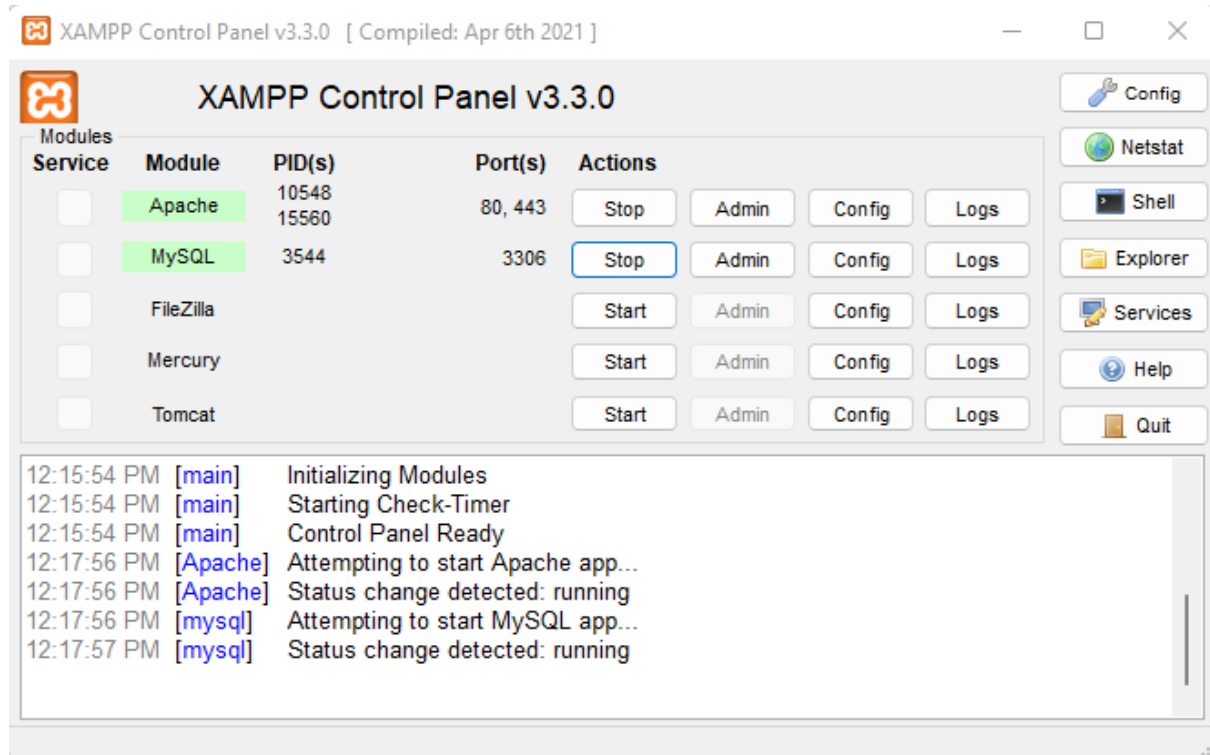 XAMPP Control Panel v3.3.0 [ Compiled: Apr 6th 2021 ]
XAMPP Control Panel v3.3.0
Config
Modules
Netstat
Service Module PID(s) Port(s) Actions
Shell
Apache 10548 15560 80, 443 Stop Admin Config Logs
MySQL 3544 3306 Stop Admin Config Logs
Explorer
FileZilla Start Admin Config Logs
Services
Mercury Start Admin Config Logs
Help
Tomcat Start Admin Config Logs
Quit
12:15:54 PM [main] Initializing Modules
12:15:54 PM [main] Starting Check-Timer
12:15:54 PM [main] Control Panel Ready
12:17:56 PM [Apache] Attempting to start Apache app...
12:17:56 PM [Apache] Status change detected: running
12:17:56 PM [mysql] Attempting to start MySQL app...
12:17:57 PM [mysql] Status change detected: running